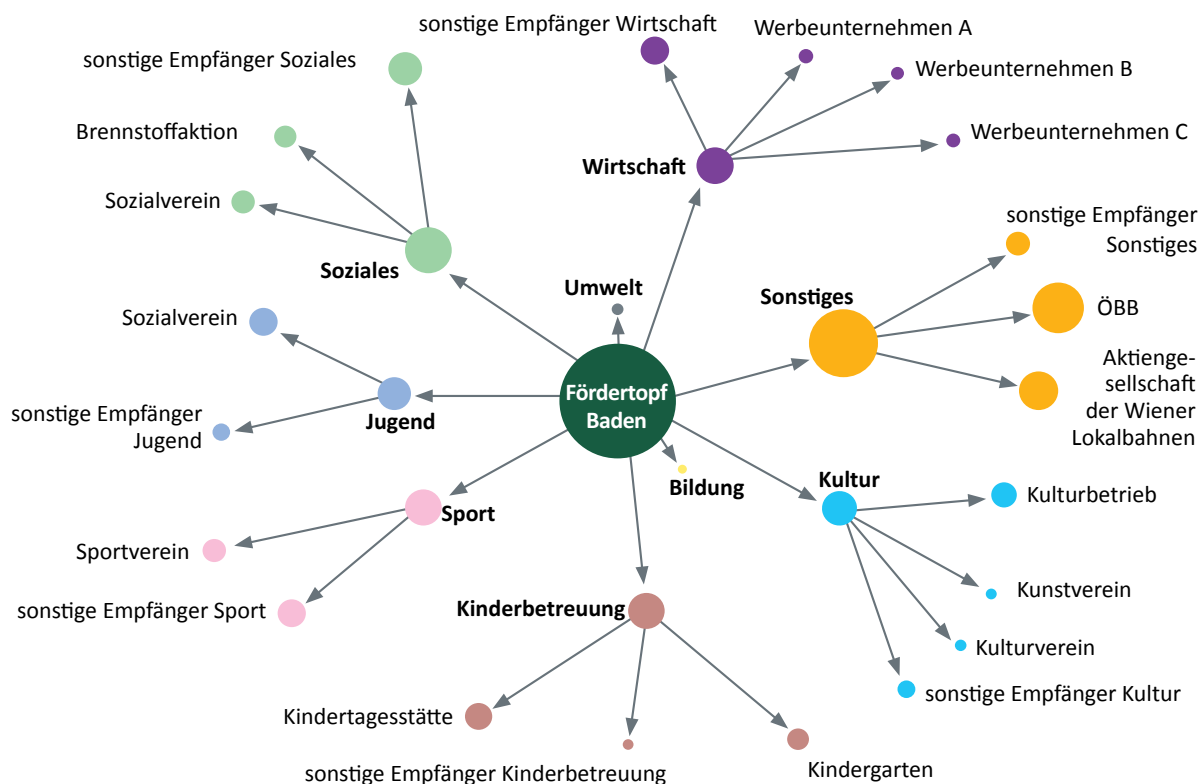 sonstige Empfänger Wirtschaft
Werbeunternehmen A
sonstige Empfänger Soziales
Werbeunternehmen B
Brennstoffaktion
Werbeunternehmen C
Wirtschaft
Sozialverein
sonstige Empfänger
Sonstiges
Soziales
Umwelt
Sonstiges
ÖBB
Sozialverein
Aktienge-
sellschaft
der Wiener
Lokalbahnen
Fördertopf
Baden
sonstige Empfänger
Jugend
Jugend
Bildung
Kultur
Kulturbetrieb
Sport
Sportverein
Kunstverein
sonstige Empfänger Sport
Kinderbetreuung
Kulturverein
sonstige Empfänger Kultur
Kindertagesstätte
sonstige Empfänger Kinderbetreuung
Kindergarten